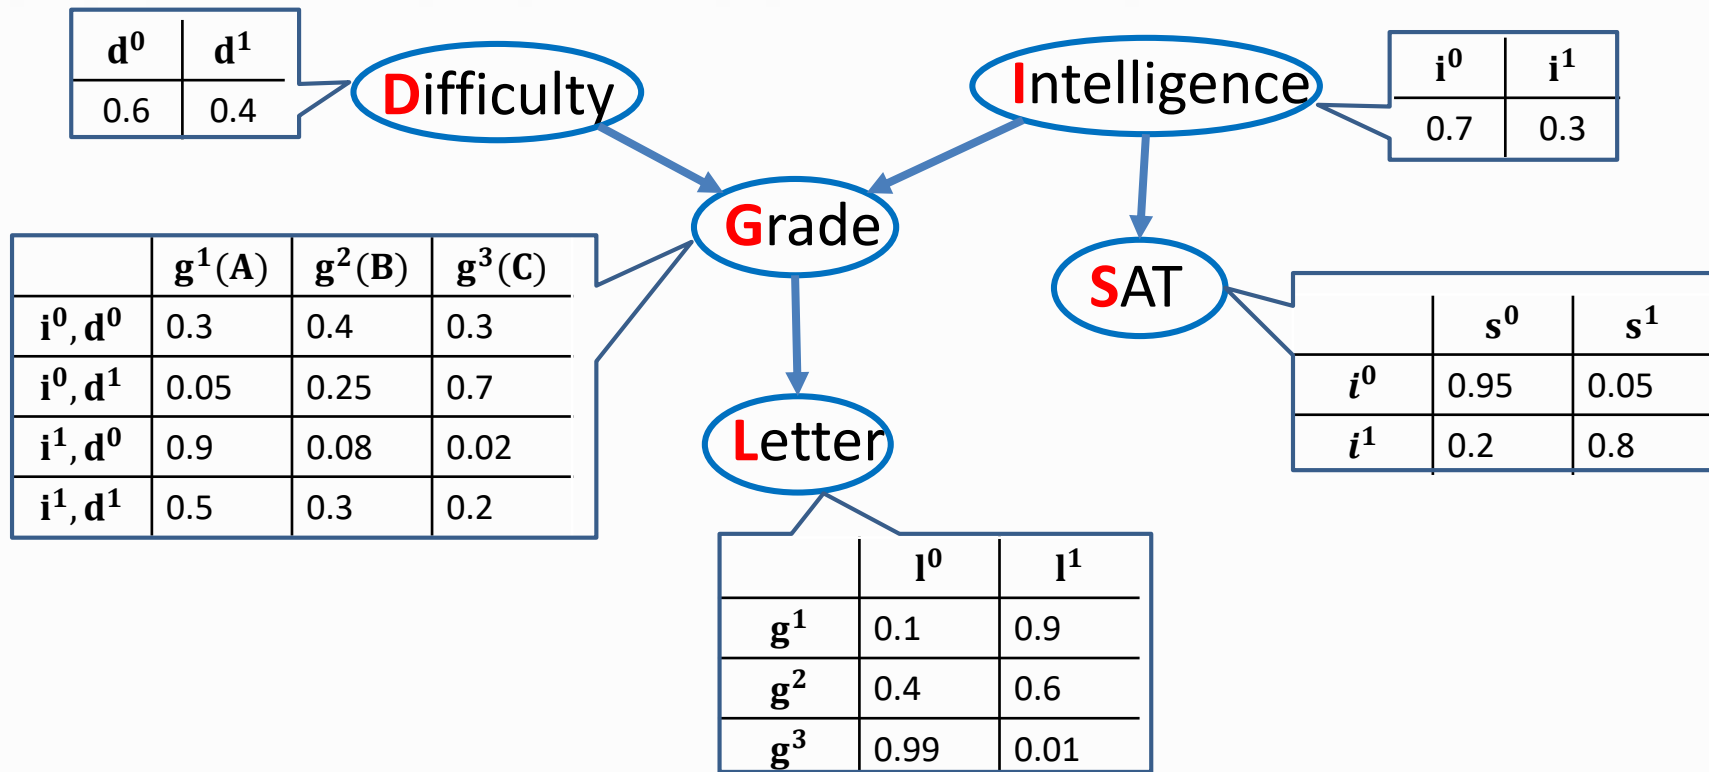 d⁰ d¹
0.6 0.4
Difficulty
Intelligence
i⁰ i¹
0.7 0.3
Grade
g¹(A) g²(B) g³(C)
i⁰, d⁰ 0.3 0.4 0.3
i⁰, d¹ 0.05 0.25 0.7
i¹, d⁰ 0.9 0.08 0.02
i¹, d¹ 0.5 0.3 0.2
SAT
s⁰ s¹
i⁰ 0.95 0.05
i¹ 0.2 0.8
Letter
l⁰ l¹
g¹ 0.1 0.9
g² 0.4 0.6
g³ 0.99 0.01